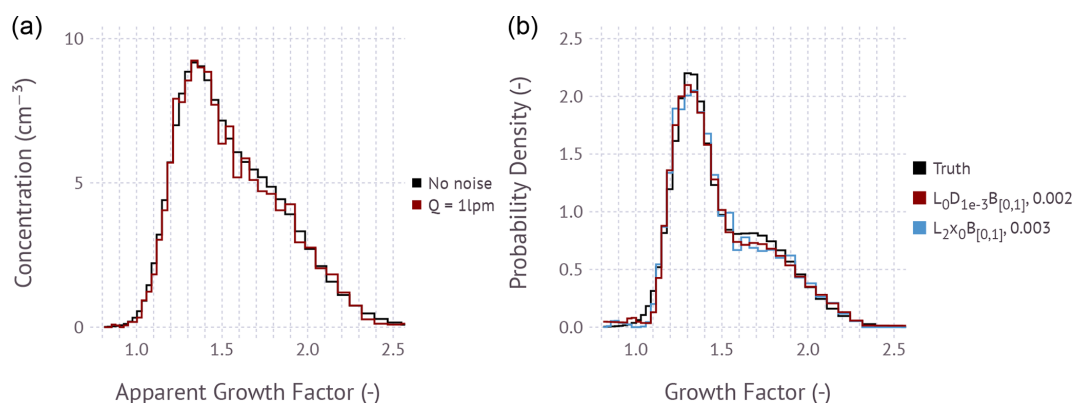 (a)
10
5
0
Concentration (cm⁻³)
1.0 1.5 2.0 2.5
Apparent Growth Factor (-)
No noise
Q = 1lpm
(b)
2.5
2.0
1.5
1.0
0.5
0.0
Probability Density (-)
1.0 1.5 2.0 2.5
Growth Factor (-)
Truth
L₀D₁ₑ₋₃B[0,1], 0.002
L₂x₀B[0,1], 0.003